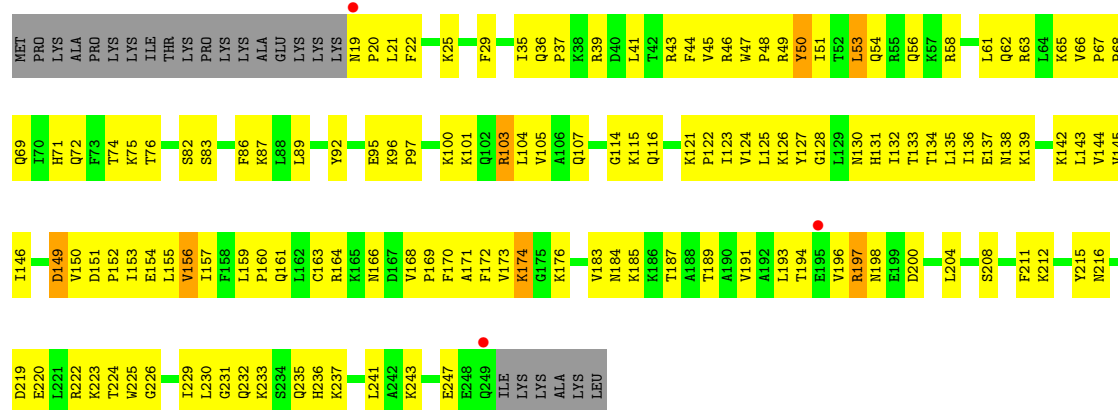 MET PRO LYS ALA PRO LYS LYS ILE THR LYS PRO LYS LYS ALA GLU LYS LYS LYS N19 P20 L21 F22 K25 F29 I35 Q36 P37 K38 R39 D40 L41 T42 R43 F44 V45 R46 W47 P48 R49 Y50 I51 T52 L53 Q54 R55 Q56 K57 R58 L61 Q62 R63 L64 K65 V66 P67 P68
Q69 I70 H71 Q72 F73 T74 K75 T76 S82 S83 F86 K87 L88 L89 Y92 E95 K96 P97 K100 K101 Q102 R103 L104 V105 A106 Q107 G114 K115 Q116 K121 P122 I123 V124 L125 K126 Y127 G128 L129 N130 H131 I132 T133 T134 L135 I136 E137 N138 K139 K142 L143 V144 V145
I146 D149 V150 D151 P152 I153 E154 L155 V156 I157 F158 L159 P160 Q161 L162 C163 R164 K165 N166 D167 V168 P169 F170 A171 F172 V173 K174 G175 K176 V183 N184 K185 K186 T187 A188 T189 A190 V191 A192 L193 T194 E195 V196 R197 N198 E199 D200 L204 S208 F211 K212 Y215 N216
D219 E220 L221 R222 K223 T224 W225 G226 I229 L230 G231 Q232 K233 S234 Q235 H236 K237 L241 A242 K243 E247 E248 Q249 ILE LYS LYS ALA LYS LEU